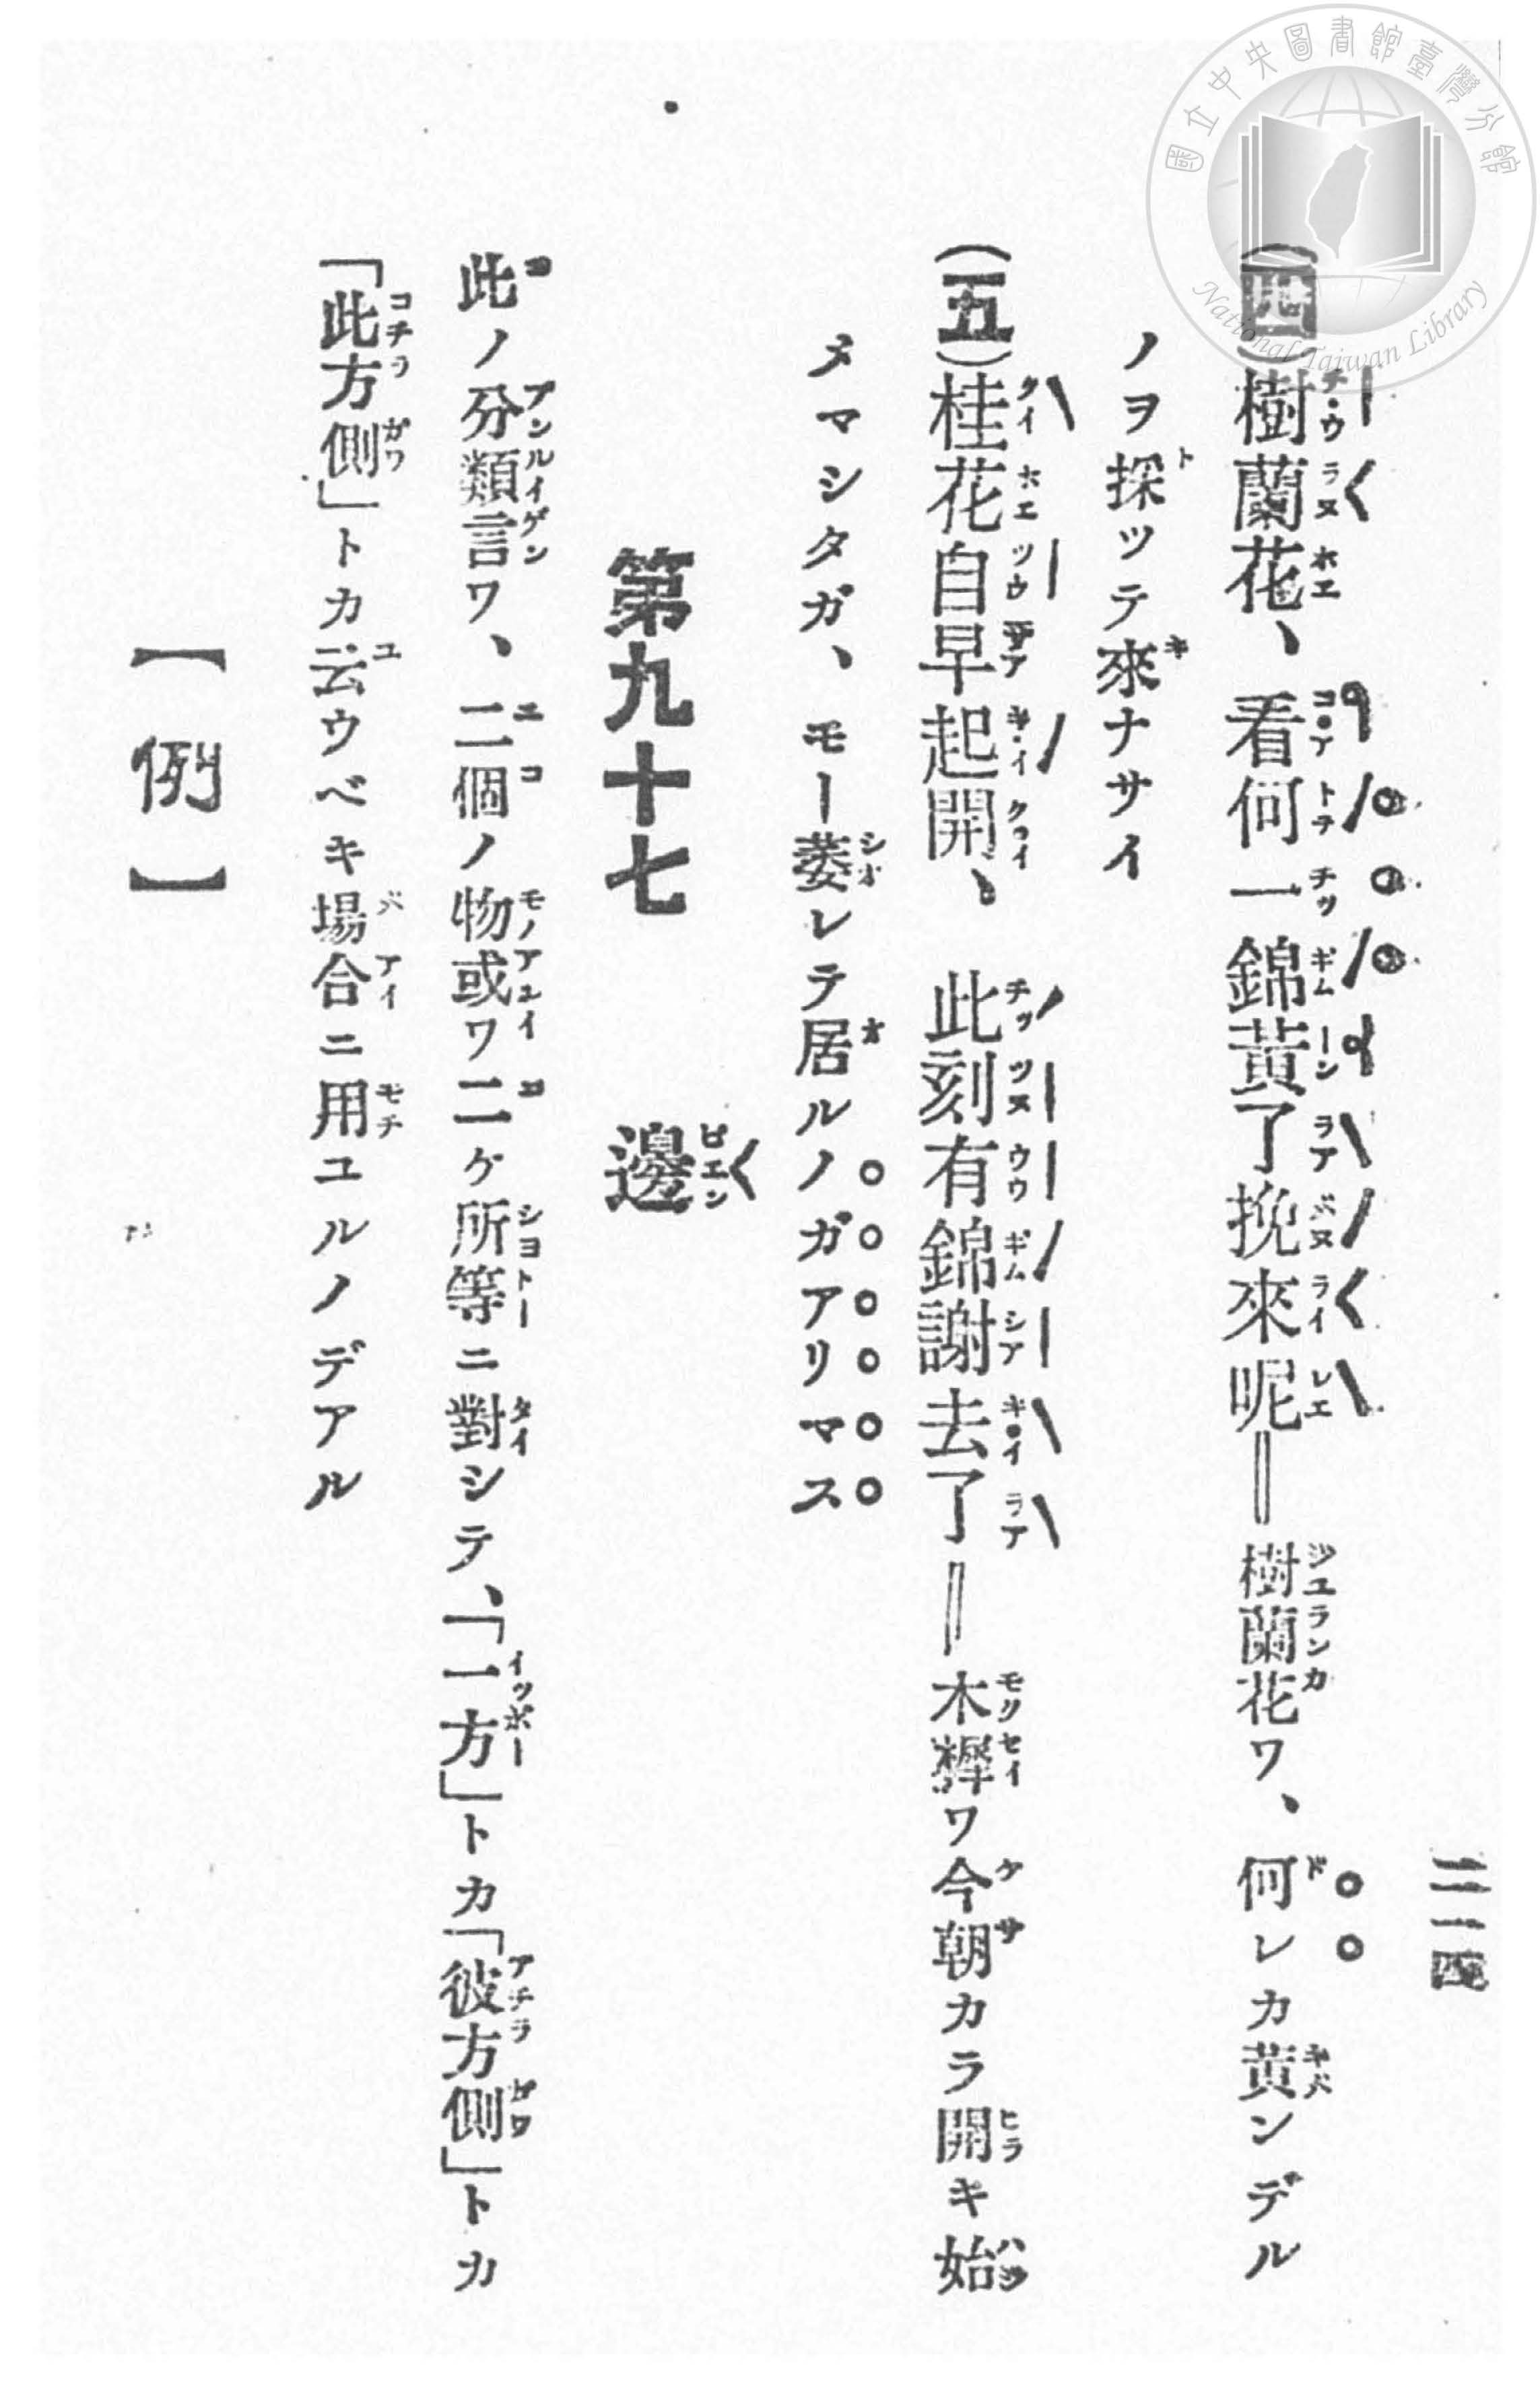 國立中央圖書館臺灣分館
National Taiwan Library
二一四
(四)樹蘭花、看何一錦黃了挽來呢‖樹蘭花ワ、何レカ黃ンデル
ノヲ採ッテ來ナサイ
(五)桂花自早起開、此刻有錦謝去了‖木犀ワ今朝カラ開キ始
メマシタガ、モー萎レテ居ルノガアリマス
第九十七 邊
此ノ分類言ワ、二個ノ物或ワ二ケ所等ニ對シテ、「一方」トカ「彼方側」トカ
「此方側」トカ云ウベキ場合ニ用ユルノデアル
【例】